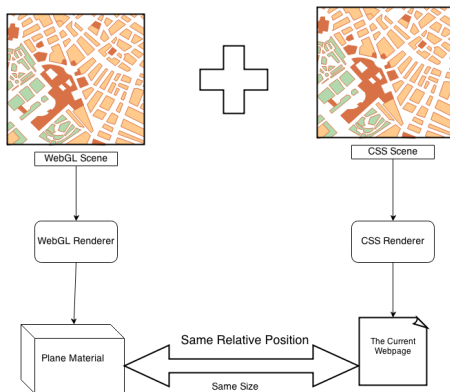 WebGL Scene
CSS Scene
WebGL Renderer
CSS Renderer
Same Relative Position
Plane Material
The Current
Webpage
Same Size